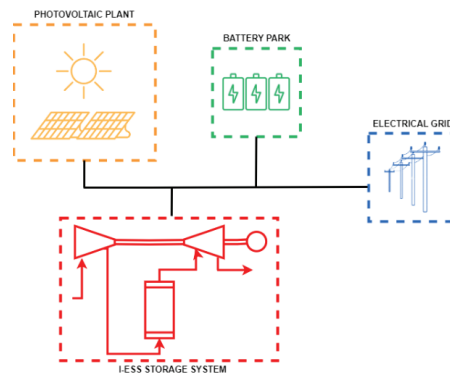 PHOTOVOLTAIC PLANT
BATTERY PARK
ELECTRICAL GRID
I-ESS STORAGE SYSTEM